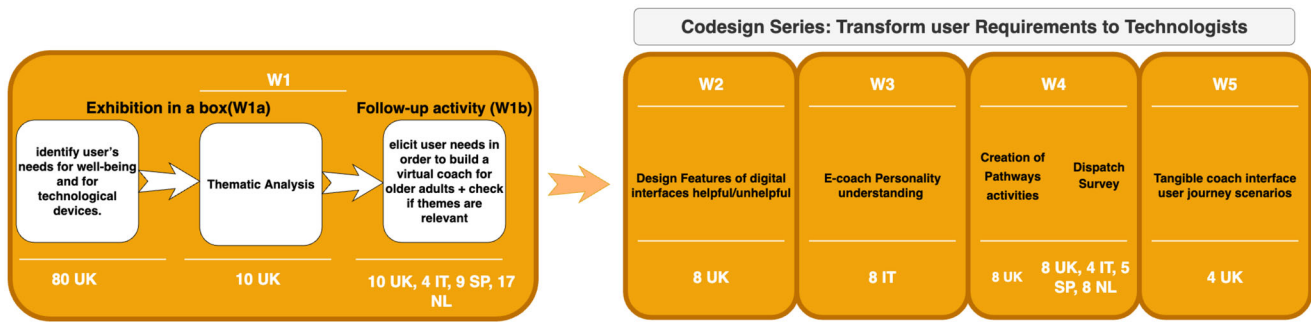 Codesign Series: Transform user Requirements to Technologists
W1
Exhibition in a box(W1a)
Follow-up activity (W1b)
identify user's
needs for well-being
and for
technological
devices.
Thematic Analysis
elicit user needs in
order to build a
virtual coach for
older adults + check
if themes are
relevant
80 UK
10 UK
10 UK, 4 IT, 9 SP, 17
NL
W2
Design Features of digital
interfaces helpful/unhelpful
8 UK
W3
E-coach Personality
understanding
8 IT
W4
Creation of
Pathways
activities
Dispatch
Survey
8 UK
8 UK, 4 IT, 5
SP, 8 NL
W5
Tangible coach interface
user journey scenarios
4 UK